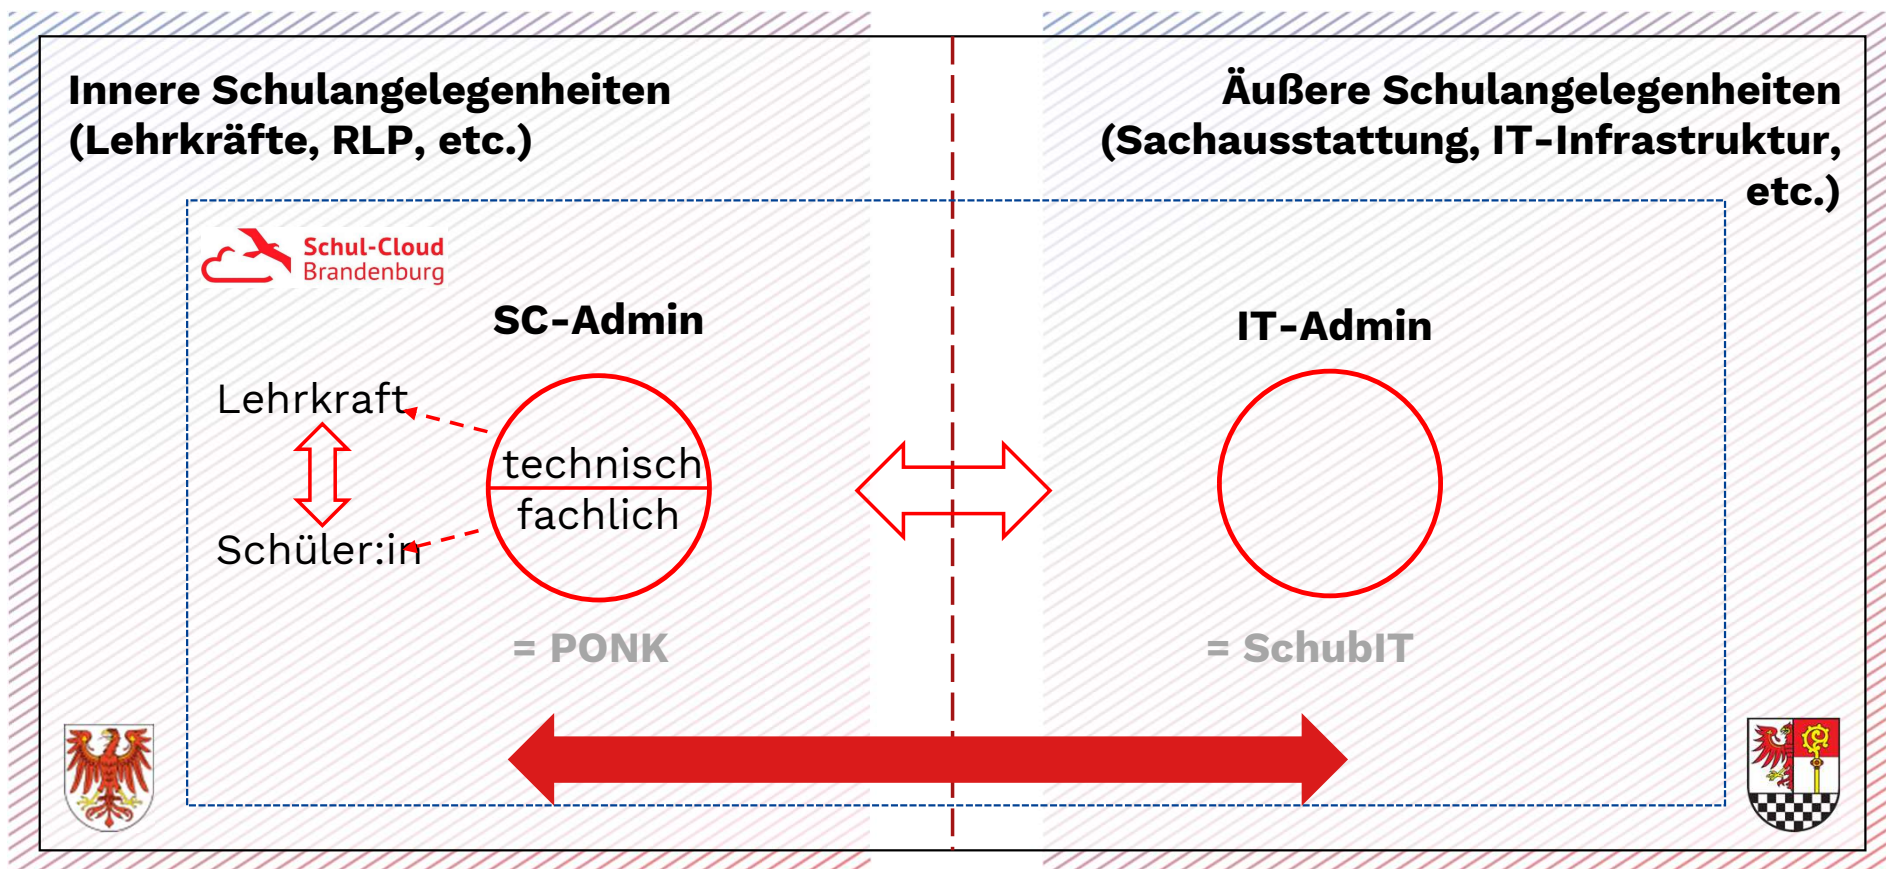 Innere Schulangelegenheiten
(Lehrkräfte, RLP, etc.)
Äußere Schulangelegenheiten
(Sachausstattung, IT-Infrastruktur,
etc.)
Schul-Cloud
Brandenburg
SC-Admin
IT-Admin
Lehrkraft
technisch
fachlich
Schüler:in
= PONK
= SchubIT